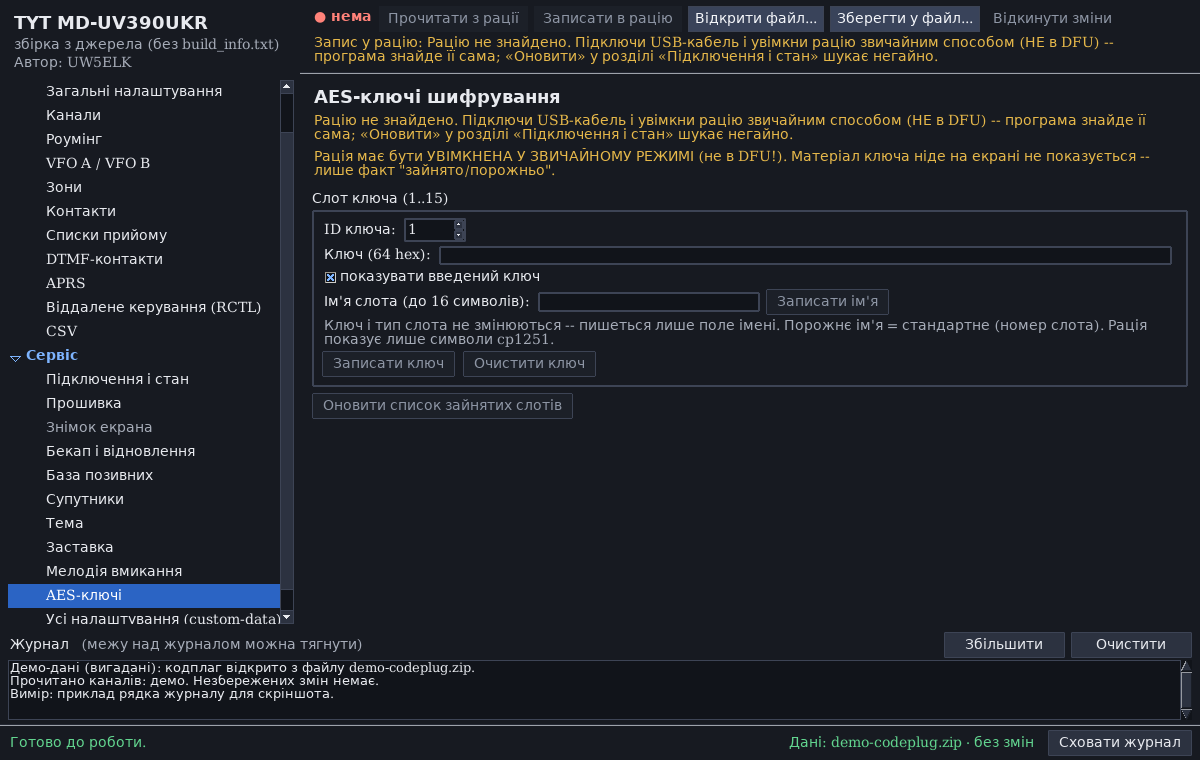 TYT MD-UV390UKR
збірка з джерела (без build_info.txt)
Автор: UW5ELK
● нема
Прочитати з рації
Записати в рацію
Відкрити файл...
Зберегти у файл...
Відкинути зміни
Запис у рацію: Рацію не знайдено. Підключи USB-кабель і увімкни рацію звичайним способом (НЕ в DFU) --
програма знайде її сама; «Оновити» у розділі «Підключення і стан» шукає негайно.
Загальні налаштування
Канали
Роумінг
VFO A / VFO B
Зони
Контакти
Списки прийому
DTMF-контакти
APRS
Віддалене керування (RCTL)
CSV
Сервіс
Підключення і стан
Прошивка
Знімок екрана
Бекап і відновлення
База позивних
Супутники
Тема
Заставка
Мелодія вмикання
AES-ключі
Усі налаштування (custom-data)
AES-ключі шифрування
Рацію не знайдено. Підключи USB-кабель і увімкни рацію звичайним способом (НЕ в DFU) -- програма знайде її
сама; «Оновити» у розділі «Підключення і стан» шукає негайно.
Рація має бути УВІМКНЕНА У ЗВИЧАЙНОМУ РЕЖИМІ (не в DFU!). Матеріал ключа ніде на екрані не показується --
лише факт "зайнято/порожньо".
Слот ключа (1..15)
ID ключа: 1
Ключ (64 hex):
показувати введений ключ
Ім'я слота (до 16 символів):
Записати ім'я
Ключ і тип слота не змінюються -- пишеться лише поле імені. Порожнє ім'я = стандартне (номер слота). Рація
показує лише символи cp1251.
Записати ключ
Очистити ключ
Оновити список зайнятих слотів
Журнал (межу над журналом можна тягнути)
Збільшити
Очистити
Демо-дані (вигадані): кодплаг відкрито з файлу demo-codeplug.zip.
Прочитано каналів: демо. Незбережених змін немає.
Вимір: приклад рядка журналу для скріншота.
Готово до роботи.
Дані: demo-codeplug.zip · без змін
Сховати журнал